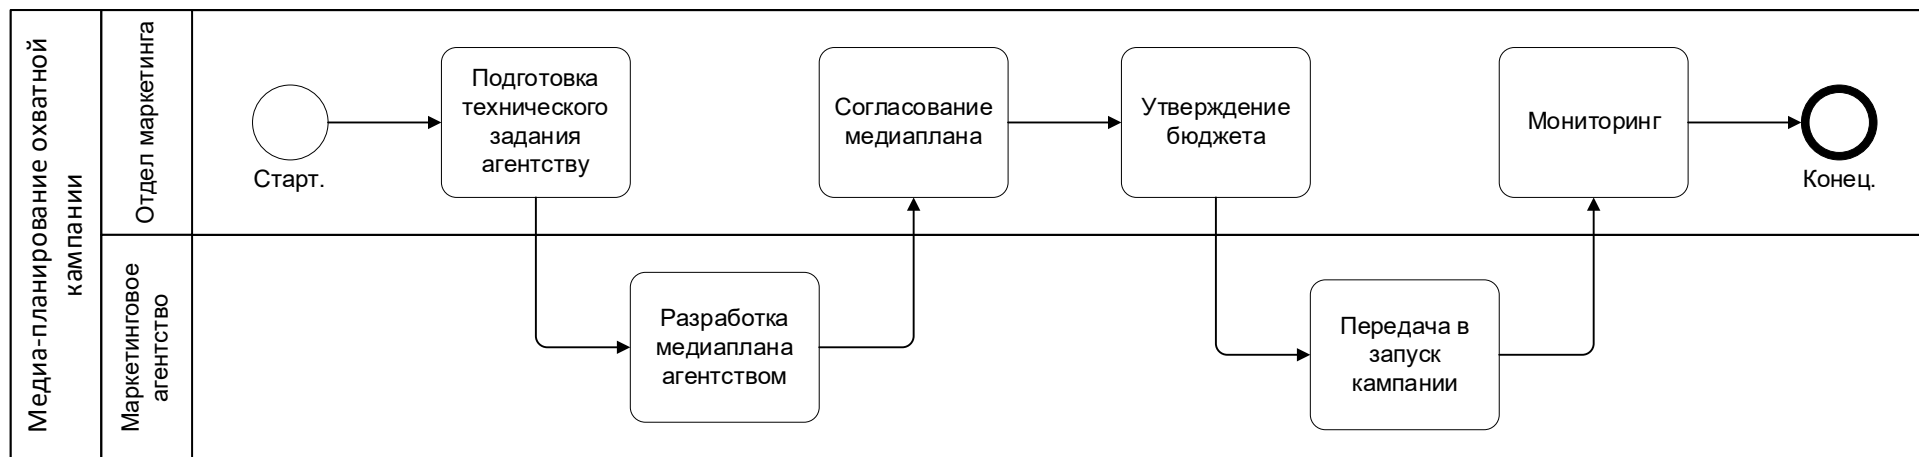 Медиа-планирование охватной
кампании
Отдел маркетинга
Старт.
Подготовка
технического
задания
агентству
Согласование
медиаплана
Утверждение
бюджета
Мониторинг
Конец.
Маркетинговое
агентство
Разработка
медиаплана
агентством
Передача в
запуск
кампании